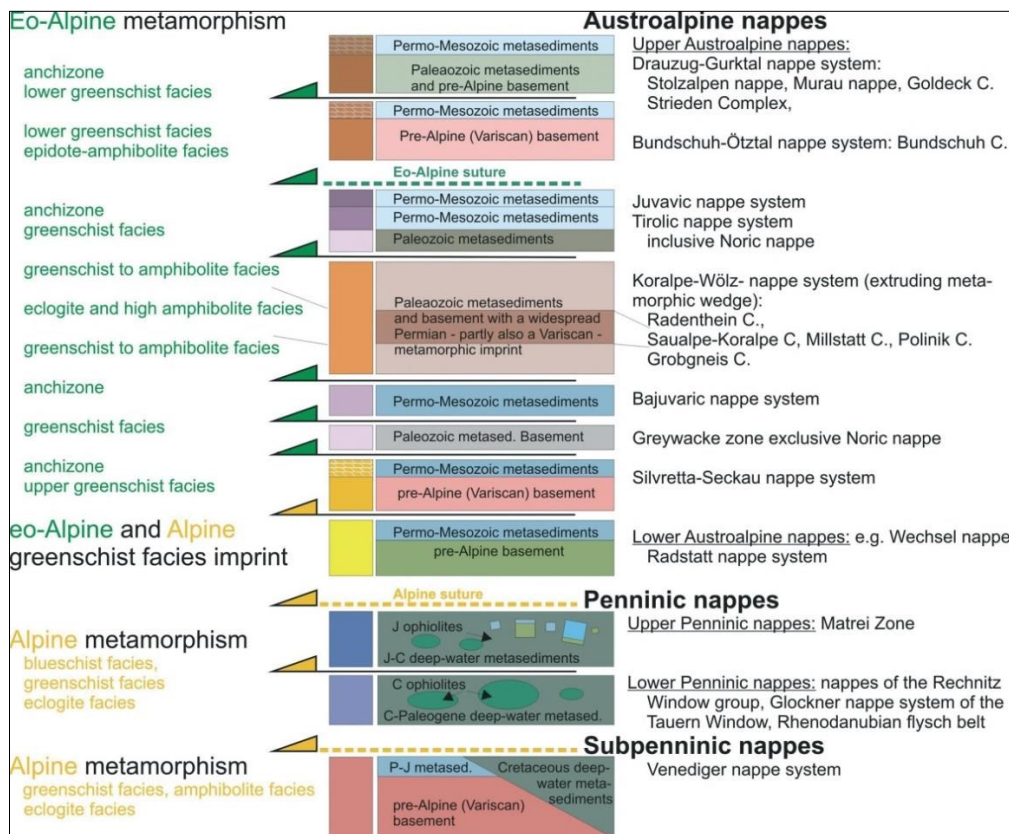 Eo-Alpine metamorphism
Austroalpine nappes
anchizone
lower greenschist facies
Permo-Mesozoic metasediments
Paleaozoic metasediments
and pre-Alpine basement
Upper Austroalpine nappes:
Drauzug-Gurktal nappe system:
Stolzalpen nappe, Murau nappe, Goldeck C.
Strieden Complex,
lower greenschist facies
epidote-amphibolite facies
Permo-Mesozoic metasediments
Pre-Alpine (Variscan) basement
Bundschuh-Ötztal nappe system: Bundschuh C.
Eo-Alpine suture
anchizone
greenschist facies
Permo-Mesozoic metasediments
Permo-Mesozoic metasediments
Paleozoic metasediments
Juvavic nappe system
Tirolic nappe system
inclusive Noric nappe
greenschist to amphibolite facies
eclogite and high amphibolite facies
greenschist to amphibolite facies
Paleaozoic metasediments
and basement with a widespread
Permian - partly also a Variscan -
metamorphic imprint
Koralpe-Wölz- nappe system (extruding meta-
morphic wedge):
Radenthein C.,
Saualpe-Koralpe C, Millstatt C., Polinik C.
Grobgneis C.
anchizone
Permo-Mesozoic metasediments
Bajuvaric nappe system
greenschist facies
Paleozoic metased. Basement
Greywacke zone exclusive Noric nappe
anchizone
upper greenschist facies
Permo-Mesozoic metasediments
pre-Alpine (Variscan) basement
Silvretta-Seckau nappe system
eo-Alpine and Alpine
greenschist facies imprint
Permo-Mesozoic metasediments
pre-Alpine basement
Lower Austroalpine nappes: e.g. Wechsel nappe
Radstatt nappe system
Alpine suture
Penninic nappes
Alpine metamorphism
blueschist facies,
greenschist facies
eclogite facies
J ophiolites
J-C deep-water metasediments
Upper Penninic nappes: Matrei Zone
C ophiolites
C-Paleogene deep-water metased.
Lower Penninic nappes: nappes of the Rechnitz
Window group, Glockner nappe system of the
Tauern Window, Rhenodanubian flysch belt
Subpenninic nappes
Alpine metamorphism
greenschist facies, amphibolite facies
eclogite facies
P-J metased.
pre-Alpine (Variscan)
basement
Cretaceous deep-
water meta-
sediments
Venediger nappe system